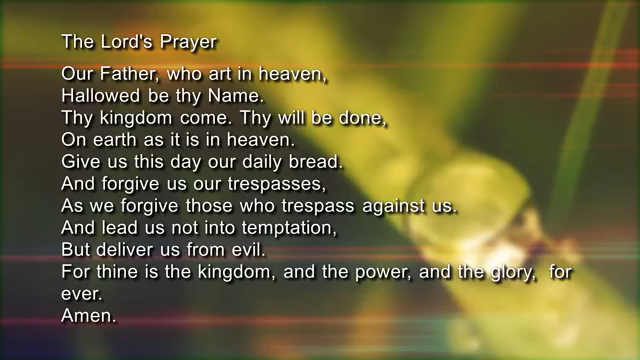 The Lord's Prayer
Our Father, who art in heaven,
Hallowed be thy Name.
Thy kingdom come. Thy will be done,
On earth as it is in heaven.
Give us this day our daily bread.
And forgive us our trespasses,
As we forgive those who trespass against us.
And lead us not into temptation,
But deliver us from evil.
For thine is the kingdom, and the power, and the glory,  for
ever.
Amen.